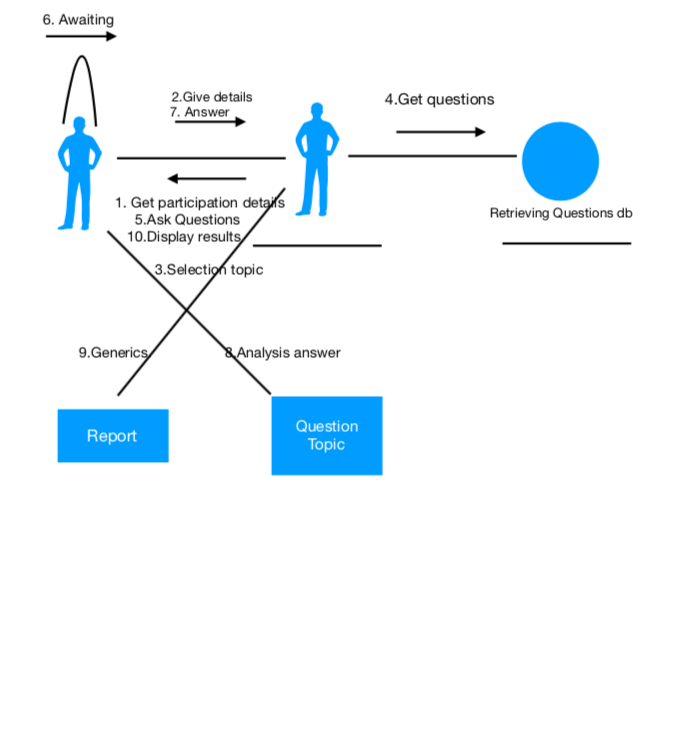 6. Awaiting
2.Give details
7. Answer
4.Get questions
1. Get participation details
5.Ask Questions
10.Display results
Retrieving Questions db
3.Selection topic
9.Generics
8.Analysis answer
Report
Question
Topic